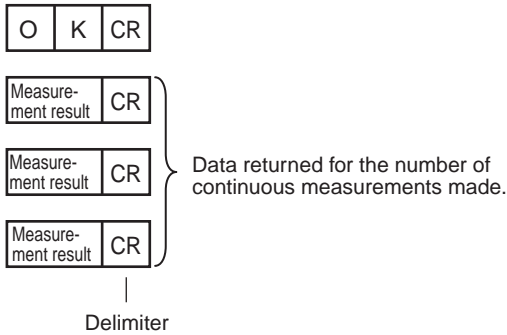 O K CR
Measure-
ment result CR
Measure-
ment result CR
Measure-
ment result CR
Data returned for the number of
continuous measurements made.
Delimiter